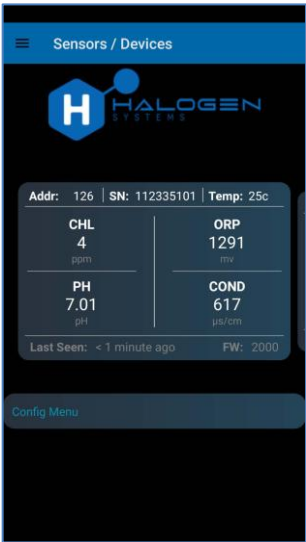 Sensors / Devices
H HALOGEN
SYSTEMS
Addr: 126 | SN: 112335101 | Temp: 25c
CHL ORP
4 1291
ppm mv
PH COND
7.01 617
pH µs/cm
Last Seen: < 1 minute ago FW: 2000
Config Menu